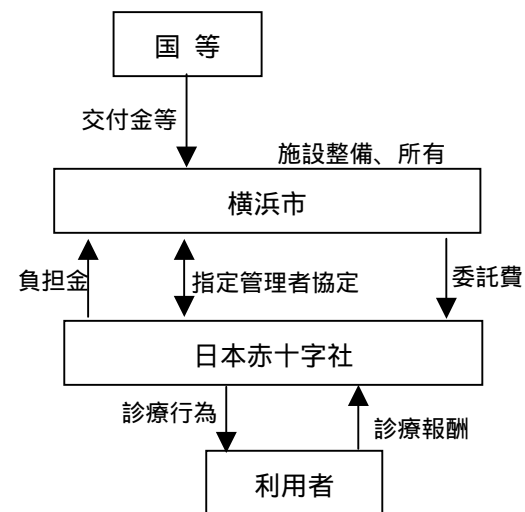 国 等
交付金等
施設整備、所有
横浜市
負担金
指定管理者協定
委託費
日本赤十字社
診療行為
診療報酬
利用者